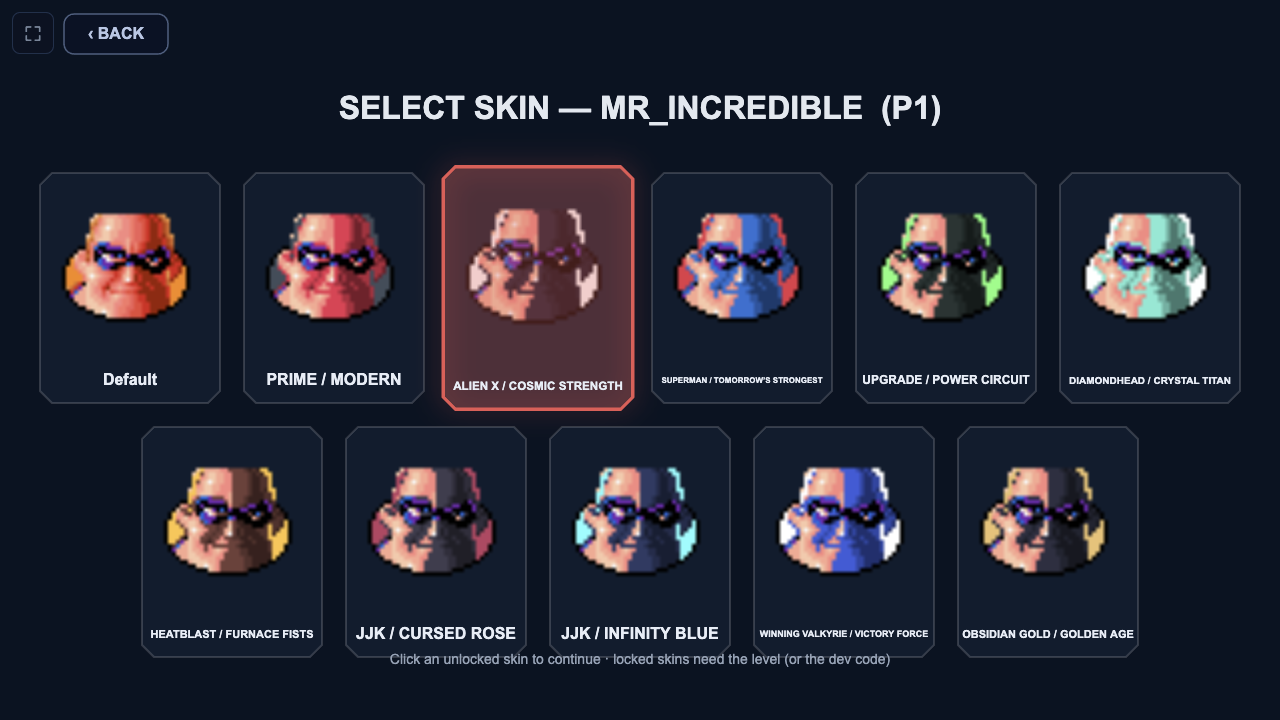 ‹ BACK
SELECT SKIN — MR_INCREDIBLE (P1)
Default
PRIME / MODERN
ALIEN X / COSMIC STRENGTH
SUPERMAN / TOMORROW'S STRONGEST
UPGRADE / POWER CIRCUIT
DIAMONDHEAD / CRYSTAL TITAN
HEATBLAST / FURNACE FISTS
JJK / CURSED ROSE
JJK / INFINITY BLUE
WINNING VALKYRIE / VICTORY FORCE
OBSIDIAN GOLD / GOLDEN AGE
Click an unlocked skin to continue · locked skins need the level (or the dev code)